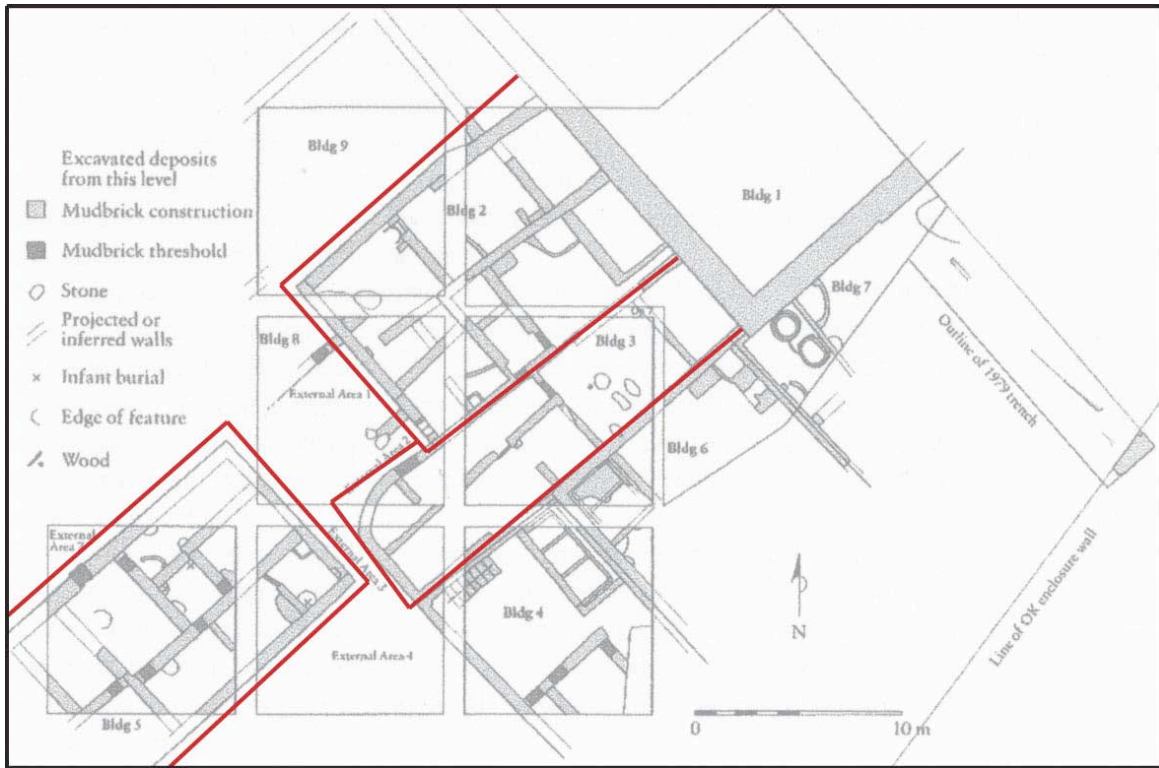 Excavated deposits
from this level
Mudbrick construction
Mudbrick threshold
Stone
Projected or
inferred walls
Infant burial
Edge of feature
Wood
Bldg 9
Bldg 2
Bldg 1
Bldg 7
Bldg 8
External Area 1
External Area 2
Bldg 3
Bldg 6
External
External Area 3
Bldg 4
External Area 4
Bldg 5
Outline of 1979 trench
Line of OK enclosure wall
N
0
10 m